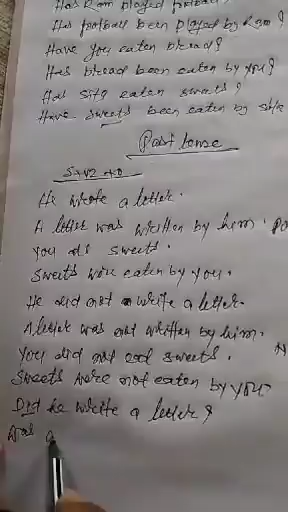 Has Ram played football?
Has football been played by Ram?
Have you eaten bread?
Has bread been eaten by you?
Has sita eaten sweets?
Have sweets been eaten by
Past tense
S+V2+O
He wrote a letter.
A letter was written by him.
you sweets.
Sweets were eaten by you.
He did not write a letter.
A letter was not written by him.
You did not eat sweets.
Sweets were not eaten by you.
Did he write a letter?
Was a